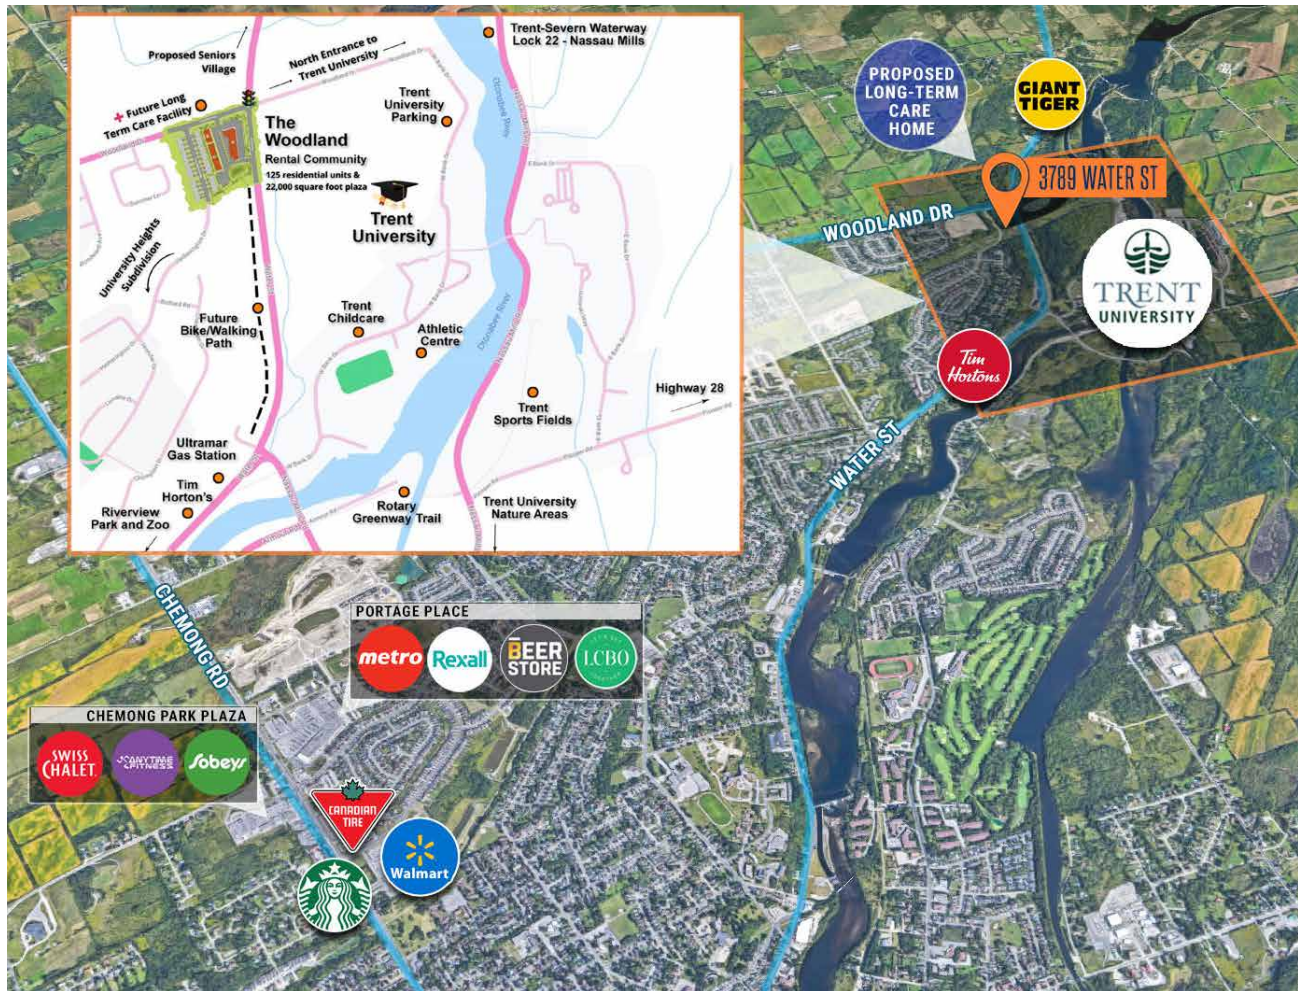 Proposed Seniors
Village
North Entrance to
Trent University
Trent-Severn Waterway
Lock 22 - Nassau Mills
Future Long
Term Care Facility
The
Woodland
Rental Community
125 residential units &
22,000 square foot plaza
Trent
University
Parking
Trent
University
University Heights
Subdivision
Future
Bike/Walking
Path
Trent
Childcare
Athletic
Centre
Otonabee River
Otonabee River
Trent
Sports Fields
Highway 28
Ultramar
Gas Station
Tim
Horton's
Riverview
Park and Zoo
Rotary
Greenway Trail
Trent University
Nature Areas
PROPOSED
LONG-TERM
CARE
HOME
GIANT
TIGER
3789 WATER ST
WOODLAND DR
TRENT
UNIVERSITY
Tim
Hortons
WATER ST
CHEMONG RD
PORTAGE PLACE
metro
Rexall
BEER
STORE
LCBO
CHEMONG PARK PLAZA
SWISS
CHALET
ANYTIME
FITNESS
Sobeys
CANADIAN
TIRE
Walmart